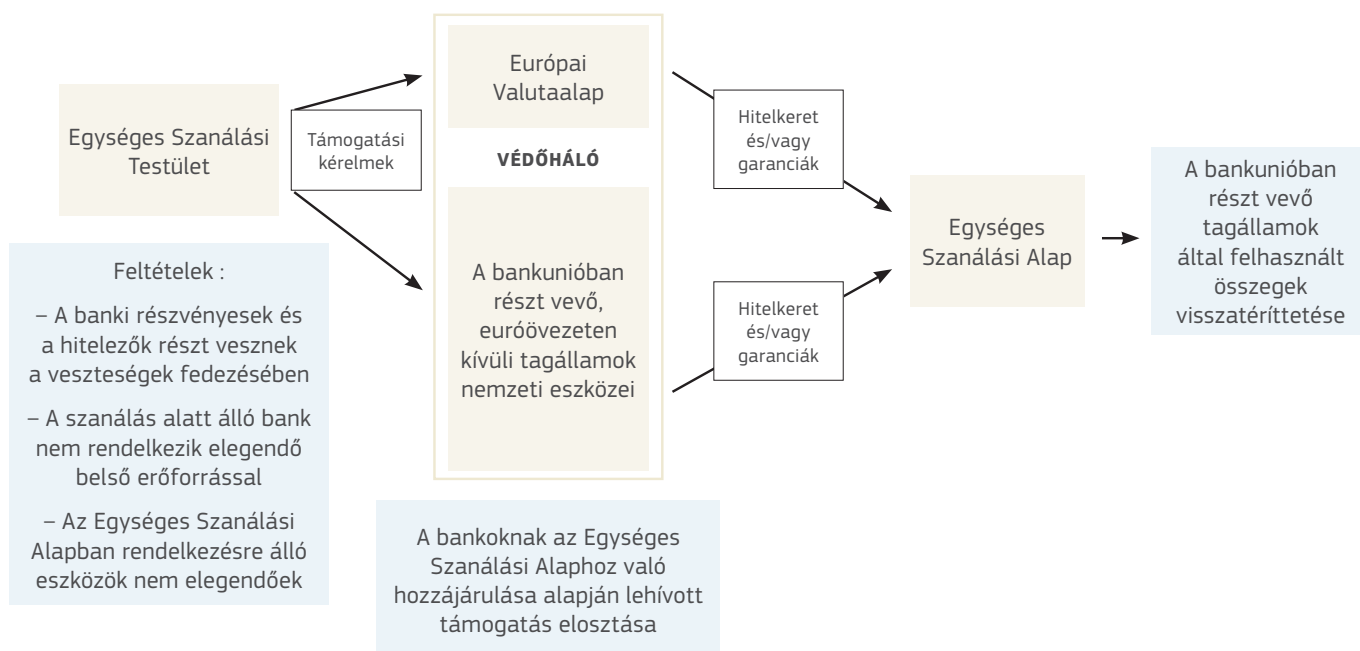 Egységes Szanálási
Testület
Támogatási
kérelmek
Európai
Valutaalap
VÉDŐHÁLÓ
A bankunióban
részt vevő,
euróövezeten
kívüli tagállamok
nemzeti eszközei
Hitelkeret
és/vagy
garanciák
Hitelkeret
és/vagy
garanciák
Egységes
Szanálási Alap
A bankunióban
részt vevő
tagállamok
által felhasznált
összegek
visszatéríttetése
Feltételek :
– A banki részvényesek és
a hitelezők részt vesznek
a veszteségek fedezésében
– A szanálás alatt álló bank
nem rendelkezik elegendő
belső erőforrással
– Az Egységes Szanálási
Alapban rendelkezésre álló
eszközök nem elegendőek
A bankoknak az Egységes
Szanálási Alaphoz való
hozzájárulása alapján lehívott
támogatás elosztása